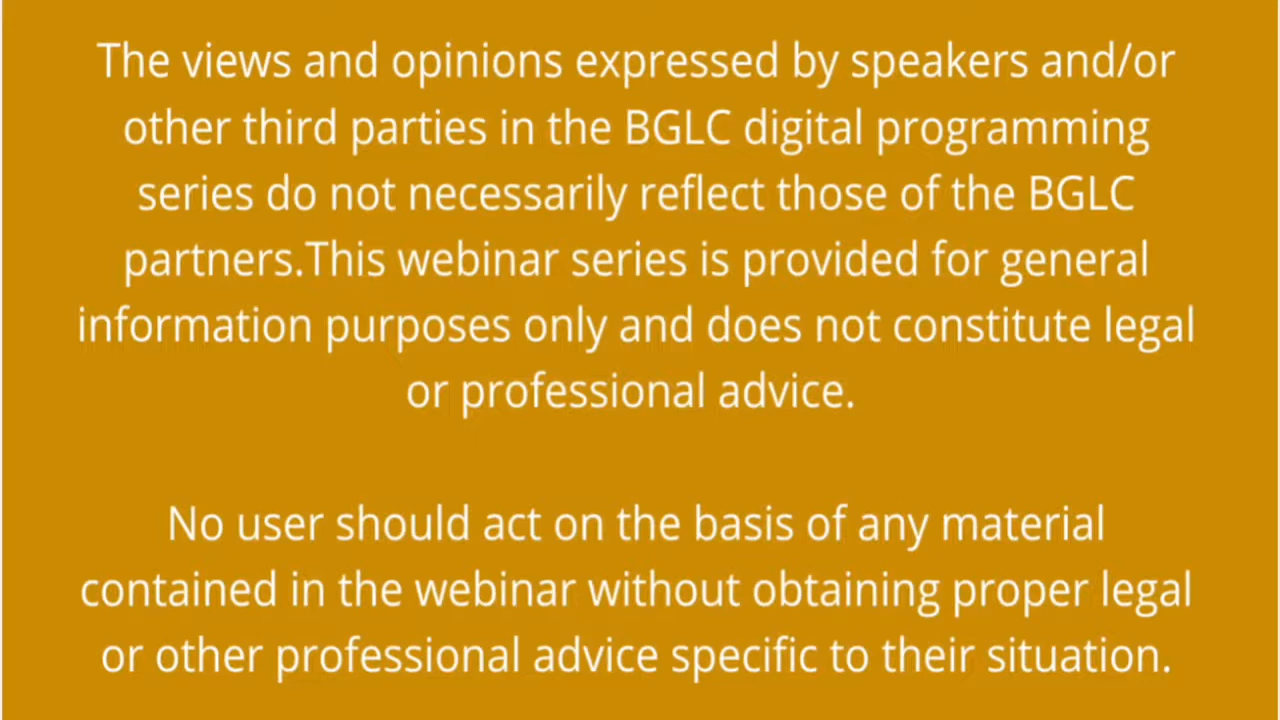 The views and opinions expressed by speakers and/or
other third parties in the BGLC digital programming
series do not necessarily reflect those of the BGLC
partners.This webinar series is provided for general
information purposes only and does not constitute legal
or professional advice.
No user should act on the basis of any material
contained in the webinar without obtaining proper legal
or other professional advice specific to their situation.